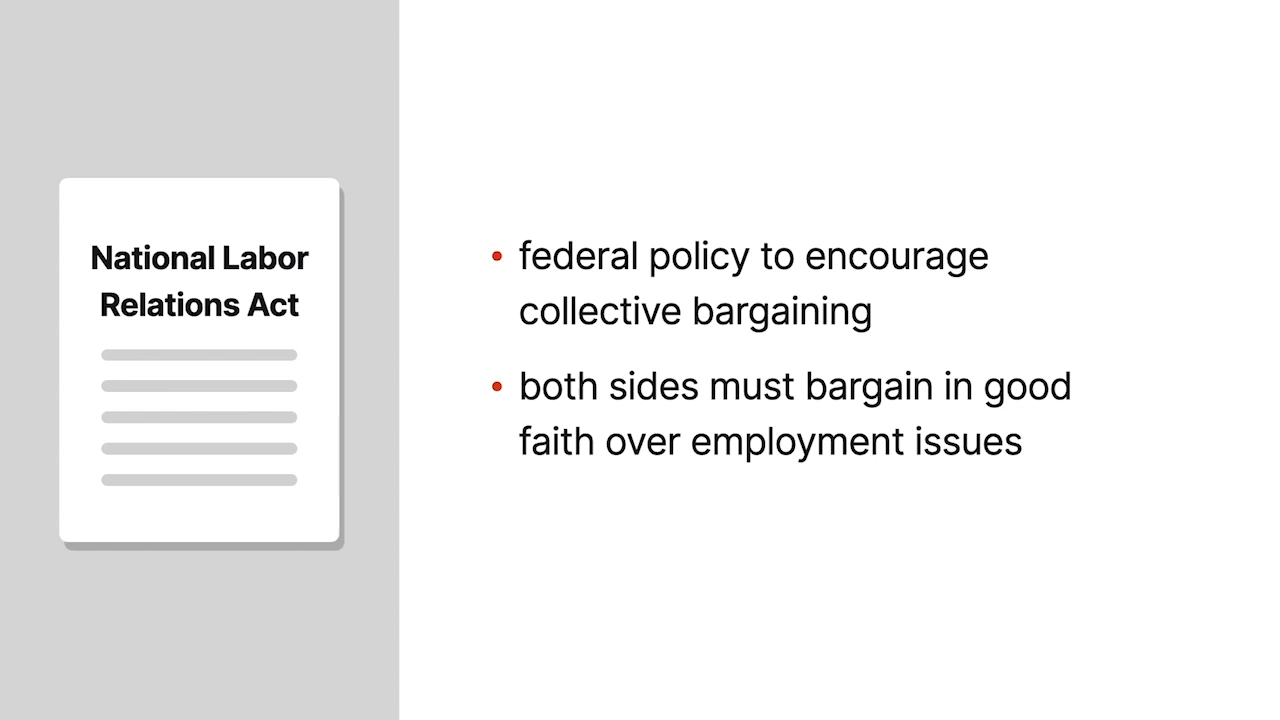 National Labor
Relations Act
• federal policy to encourage
collective bargaining
• both sides must bargain in good
faith over employment issues